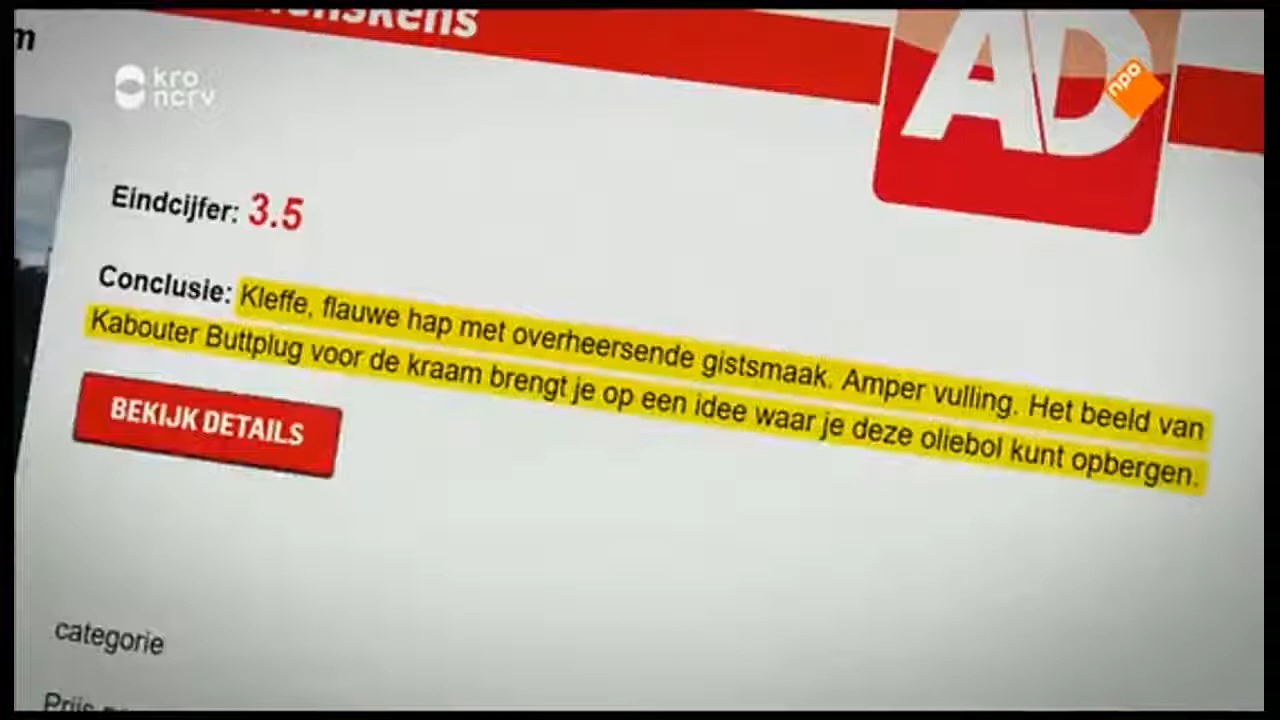 m
kro
ncrv
AD
npo
Eindcijfer: 3.5
Conclusie: Kleffe, flauwe hap met overheersende gistsmaak. Amper vulling. Het beeld van
Kabouter Buttplug voor de kraam brengt je op een idee waar je deze oliebol kunt opbergen.
BEKIJK DETAILS
categorie